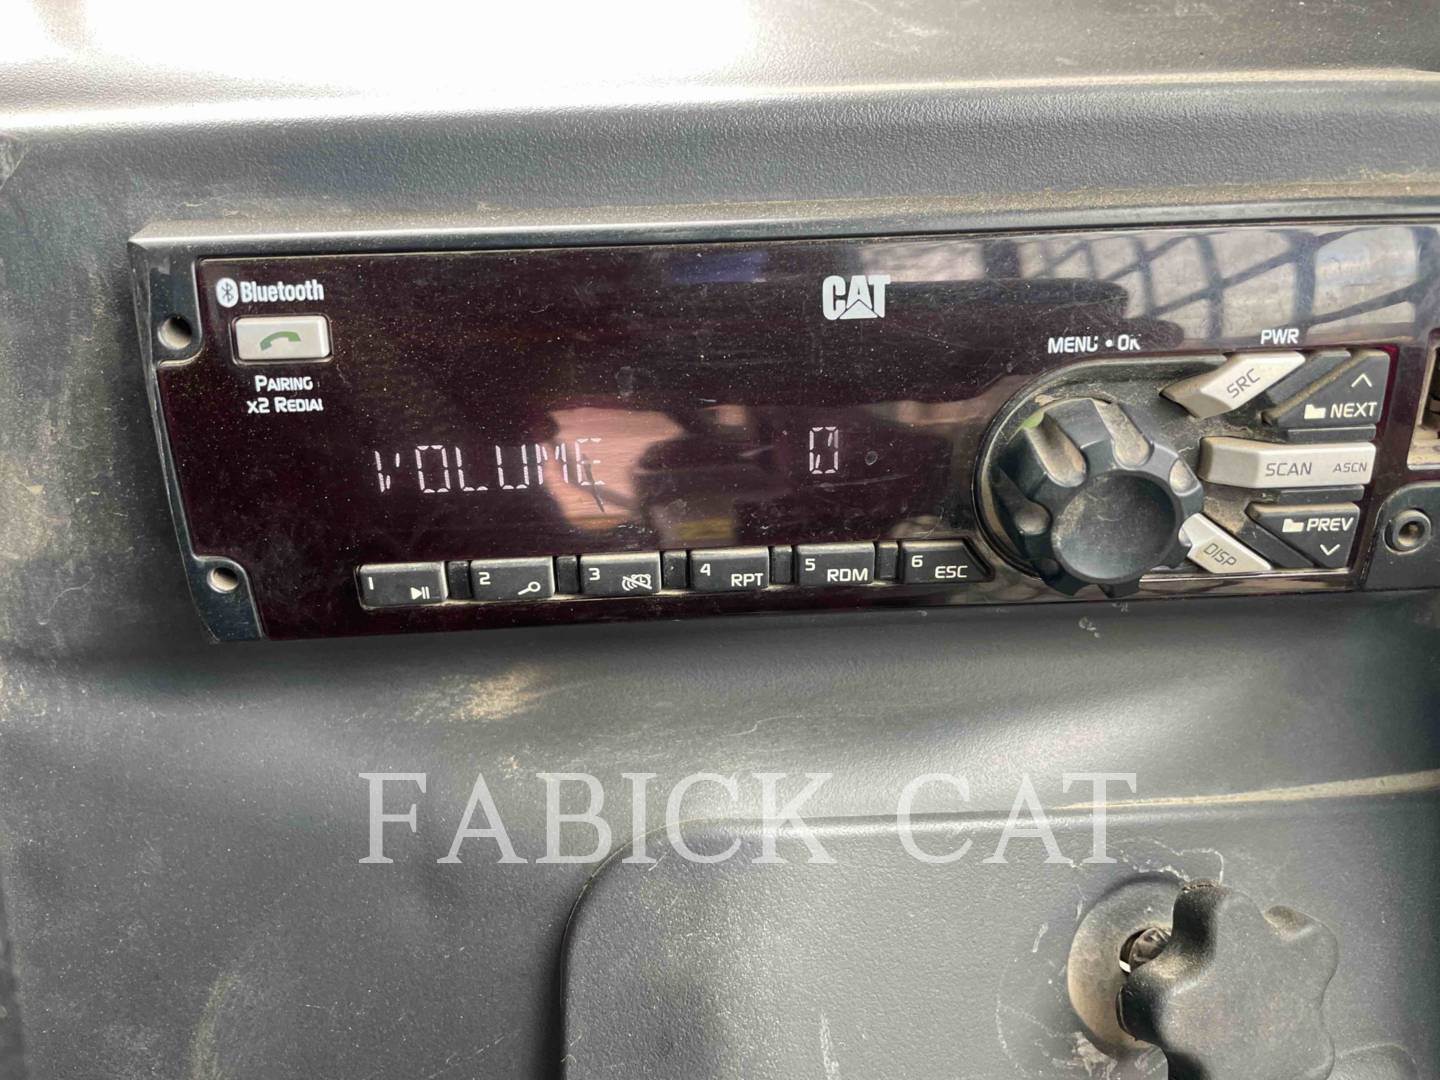 Bluetooth
CAT
MENU • OK
PWR
PAIRING
x2 REDIAL
SRC
NEXT
VOLUME 0
SCAN ASCN
PREV
DISP
1
2
3
4 RPT
5 RDM
6 ESC
FABICK CAT